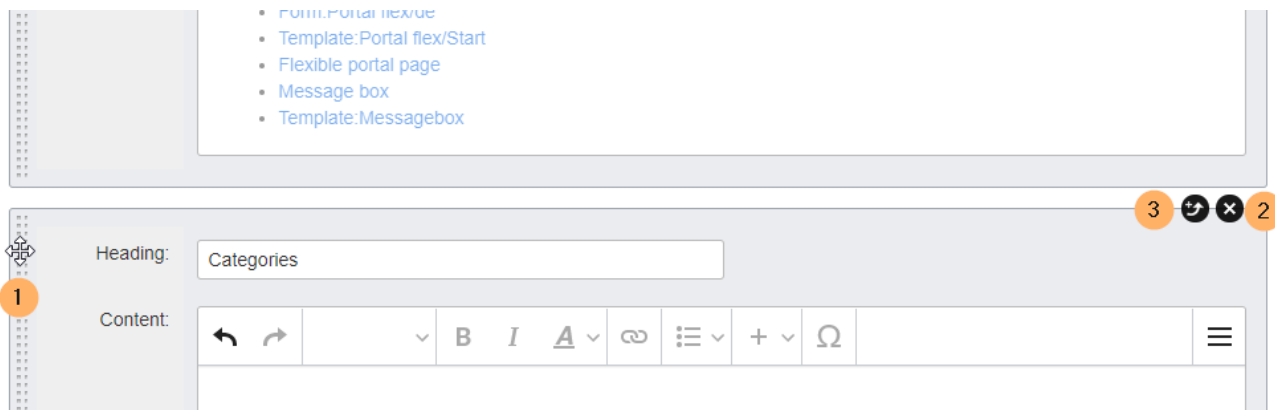 Form:Portal flex/de
Template:Portal flex/Start
Flexible portal page
Message box
Template:Messagebox
3 2
Heading: Categories
1
Content:
B I A Ω